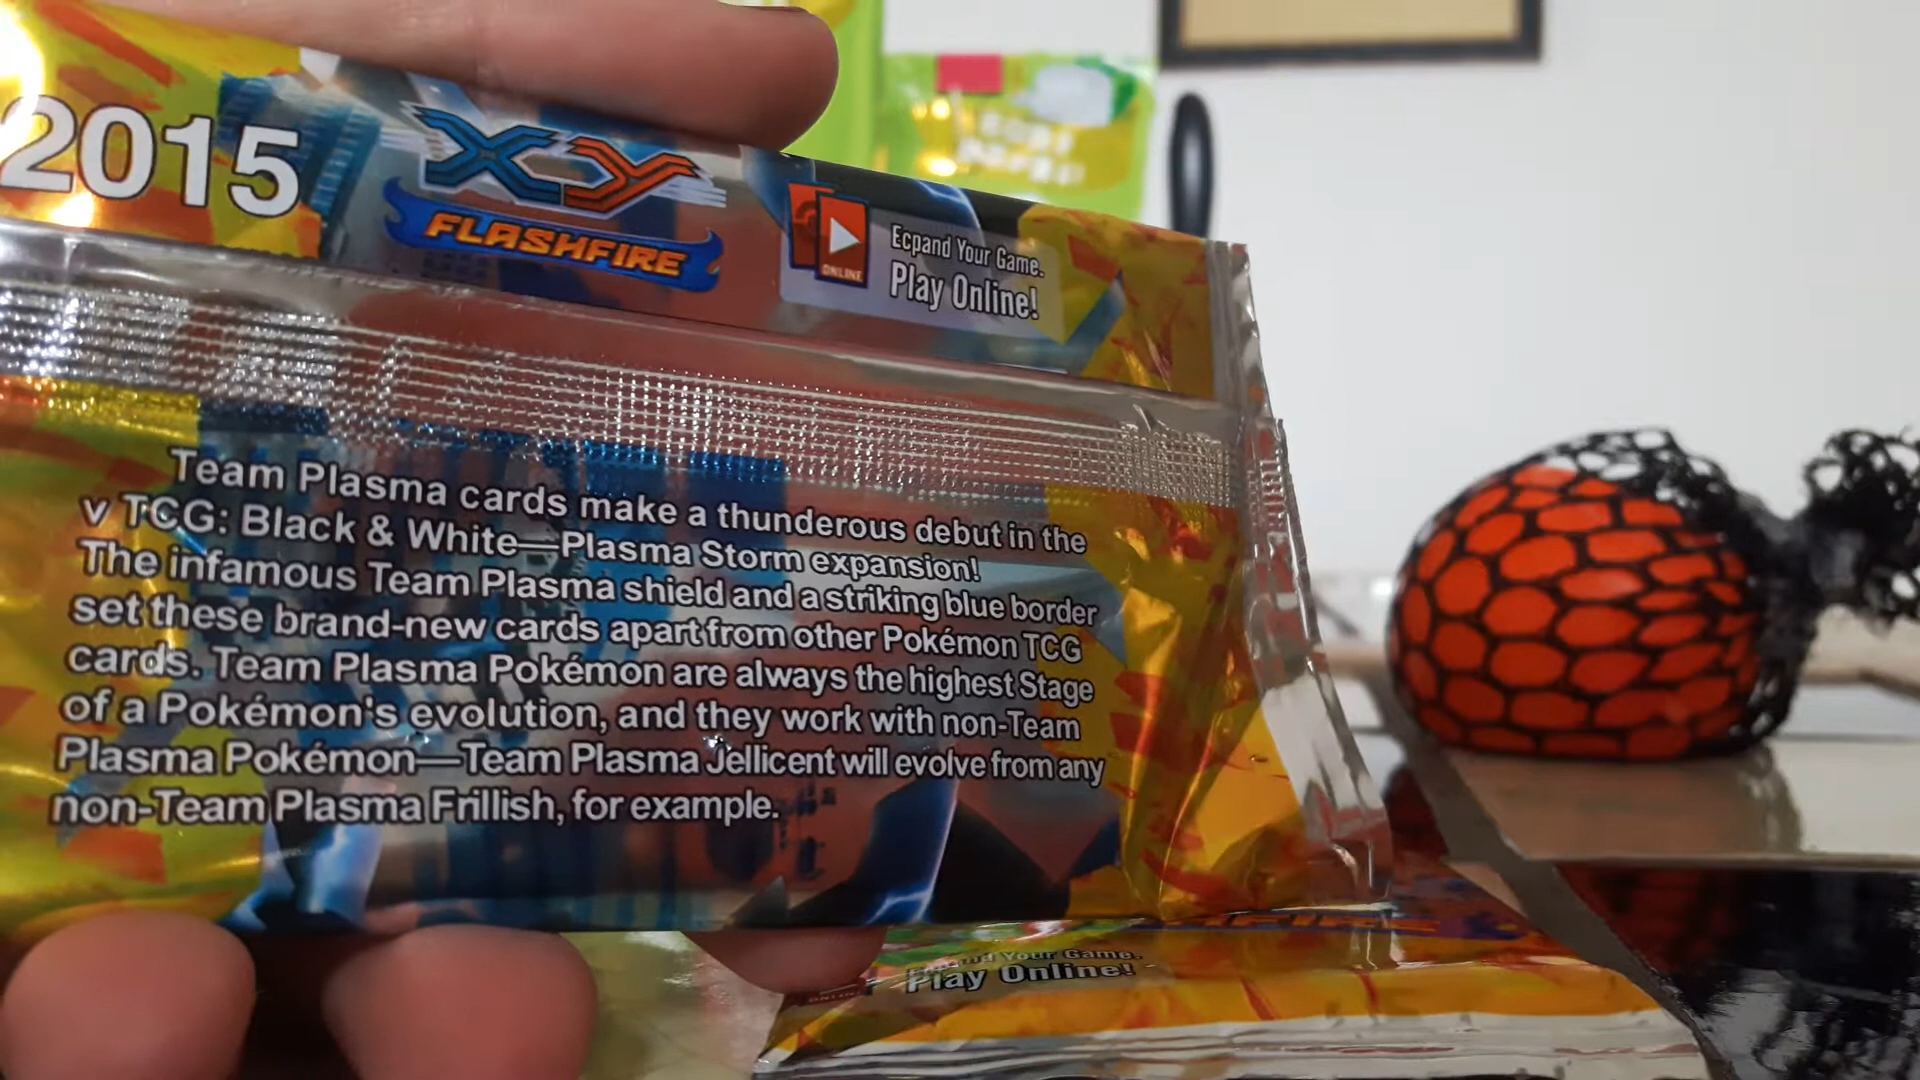 2015
XY
FLASHFIRE
ONLINE
Ecpand Your Game.
Play Online!
Team Plasma cards make a thunderous debut in the
v TCG: Black & White—Plasma Storm expansion!
The infamous Team Plasma shield and a striking blue border
set these brand-new cards apart from other Pokémon TCG
cards. Team Plasma Pokémon are always the highest Stage
of a Pokémon's evolution, and they work with non-Team
Plasma Pokémon—Team Plasma Jellicent will evolve from any
non-Team Plasma Frillish, for example.
Your Game.
Play Online!